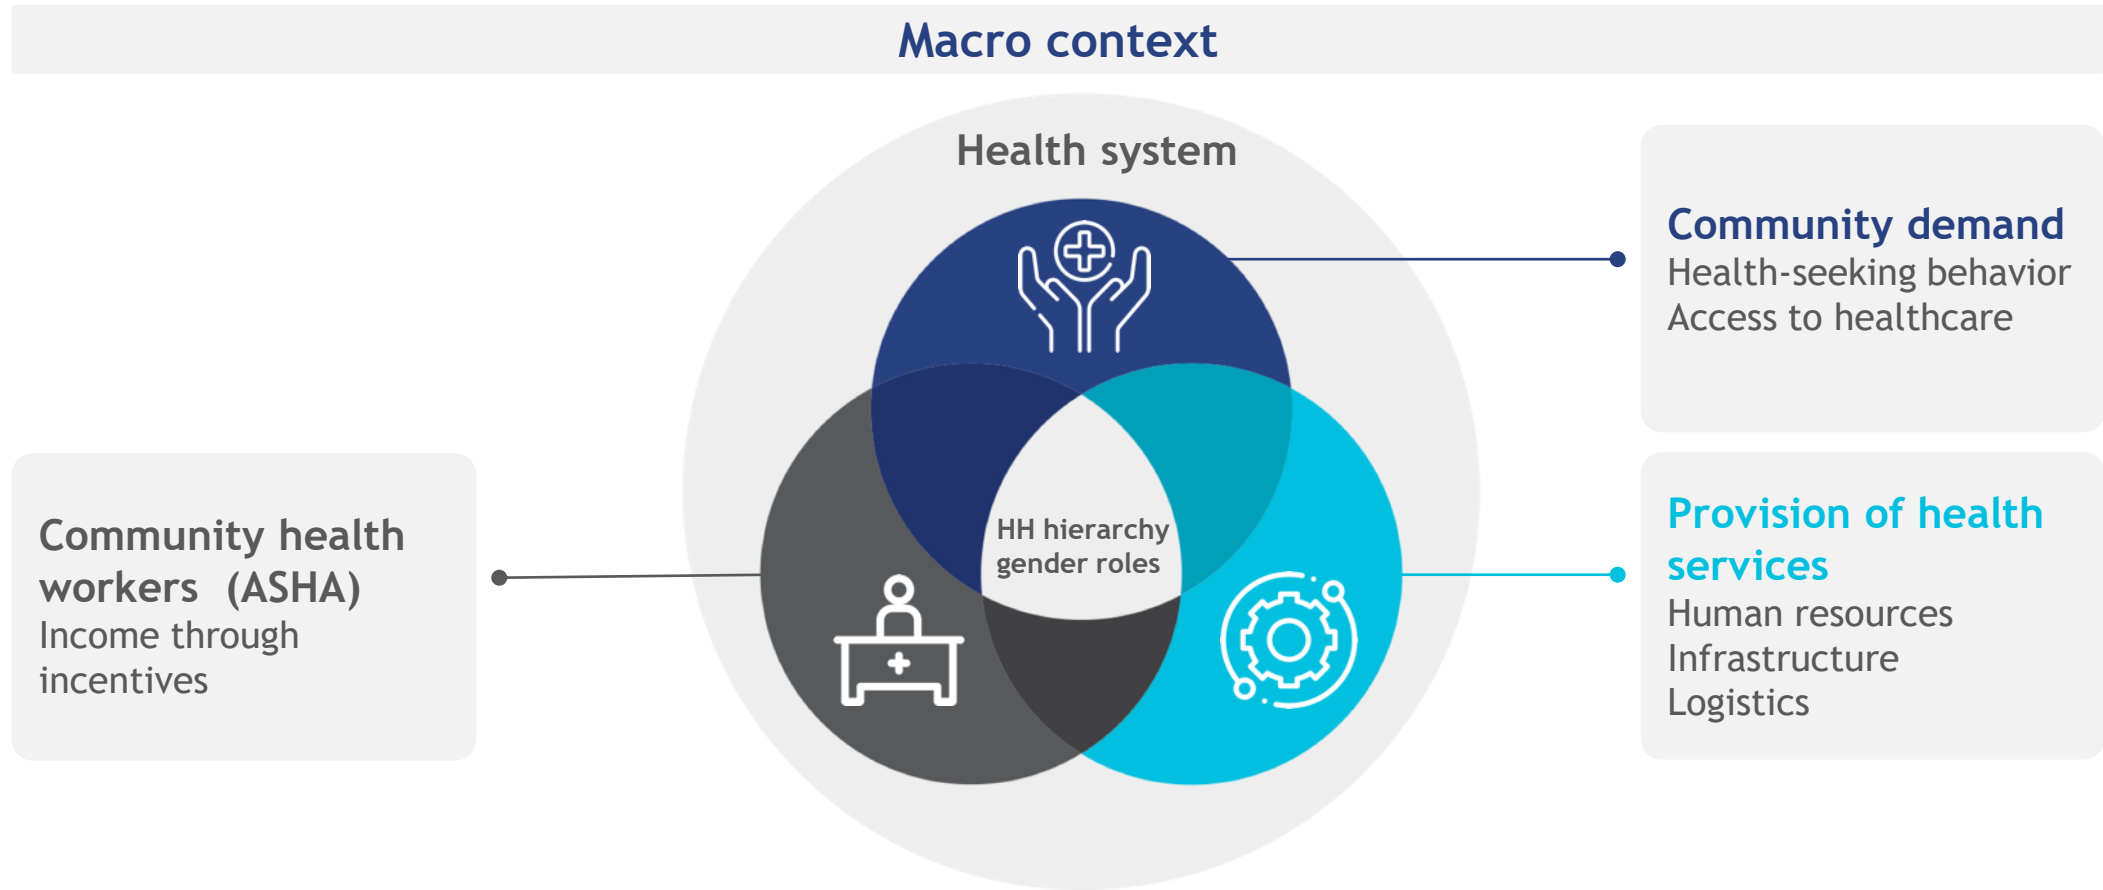 Macro context
Health system
Community demand
Health-seeking behavior
Access to healthcare
HH hierarchy
gender roles
Community health
workers (ASHA)
Income through
incentives
Provision of health
services
Human resources
Infrastructure
Logistics